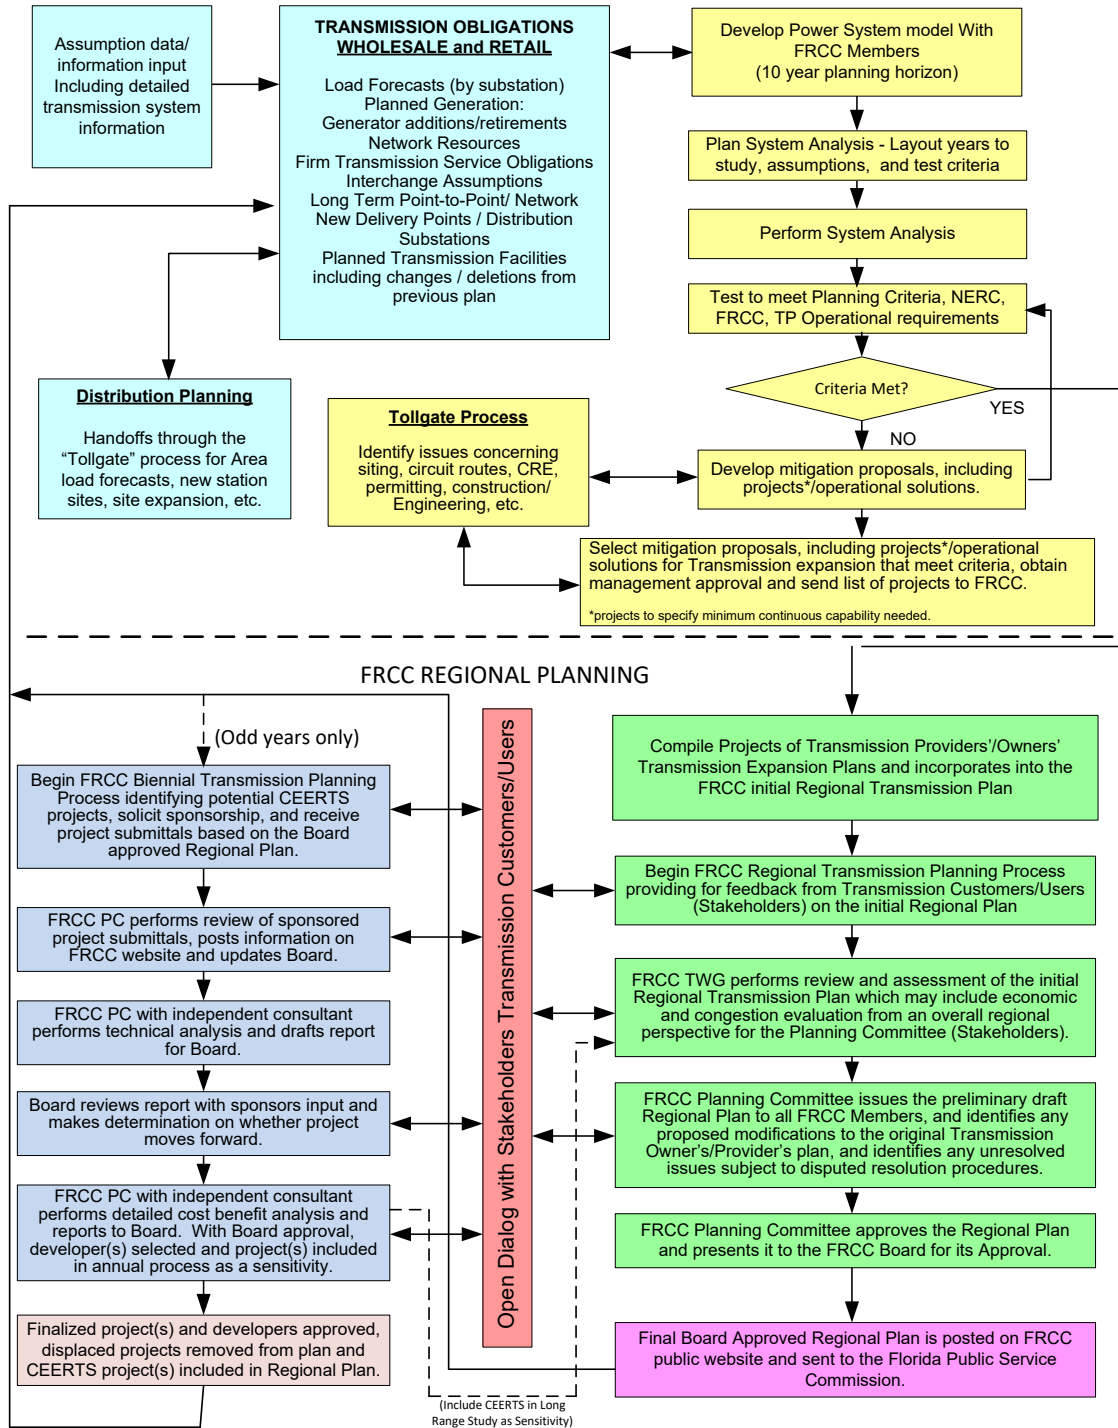 Assumption data/
information input
Including detailed
transmission system
information
TRANSMISSION OBLIGATIONS
WHOLESALE and RETAIL
Load Forecasts (by substation)
Planned Generation:
Generator additions/retirements
Network Resources
Firm Transmission Service Obligations
Interchange Assumptions
Long Term Point-to-Point/ Network
New Delivery Points / Distribution
Substations
Planned Transmission Facilities
including changes / deletions from
previous plan
Develop Power System model With
FRCC Members
(10 year planning horizon)
Plan System Analysis - Layout years to
study, assumptions,  and test criteria
Perform System Analysis
Test to meet Planning Criteria, NERC,
FRCC, TP Operational requirements
Criteria Met?
YES
NO
Distribution Planning
Handoffs through the
“Tollgate” process for Area
load forecasts, new station
sites, site expansion, etc.
Tollgate Process
Identify issues concerning
siting, circuit routes, CRE,
permitting, construction/
Engineering, etc.
Develop mitigation proposals, including
projects*/operational solutions.
Select mitigation proposals, including projects*/operational
solutions for Transmission expansion that meet criteria, obtain
management approval and send list of projects to FRCC.
*projects to specify minimum continuous capability needed.
FRCC REGIONAL PLANNING
(Odd years only)
Begin FRCC Biennial Transmission Planning
Process identifying potential CEERTS
projects, solicit sponsorship, and receive
project submittals based on the Board
approved Regional Plan.
FRCC PC performs review of sponsored
project submittals, posts information on
FRCC website and updates Board.
FRCC PC with independent consultant
performs technical analysis and drafts report
for Board.
Board reviews report with sponsors input and
makes determination on whether project
moves forward.
FRCC PC with independent consultant
performs detailed cost benefit analysis and
reports to Board.  With Board approval,
developer(s) selected and project(s) included
in annual process as a sensitivity.
Finalized project(s) and developers approved,
displaced projects removed from plan and
CEERTS project(s) included in Regional Plan.
Open Dialog with Stakeholders Transmission Customers/Users
Compile Projects of Transmission Providers’/Owners’
Transmission Expansion Plans and incorporates into the
FRCC initial Regional Transmission Plan
Begin FRCC Regional Transmission Planning Process
providing for feedback from Transmission Customers/Users
(Stakeholders) on the initial Regional Plan
FRCC TWG performs review and assessment of the initial
Regional Transmission Plan which may include economic
and congestion evaluation from an overall regional
perspective for the Planning Committee (Stakeholders).
FRCC Planning Committee issues the preliminary draft
Regional Plan to all FRCC Members, and identifies any
proposed modifications to the original Transmission
Owner’s/Provider’s plan, and identifies any unresolved
issues subject to disputed resolution procedures.
FRCC Planning Committee approves the Regional Plan
and presents it to the FRCC Board for its Approval.
Final Board Approved Regional Plan is posted on FRCC
public website and sent to the Florida Public Service
Commission.
(Include CEERTS in Long
Range Study as Sensitivity)